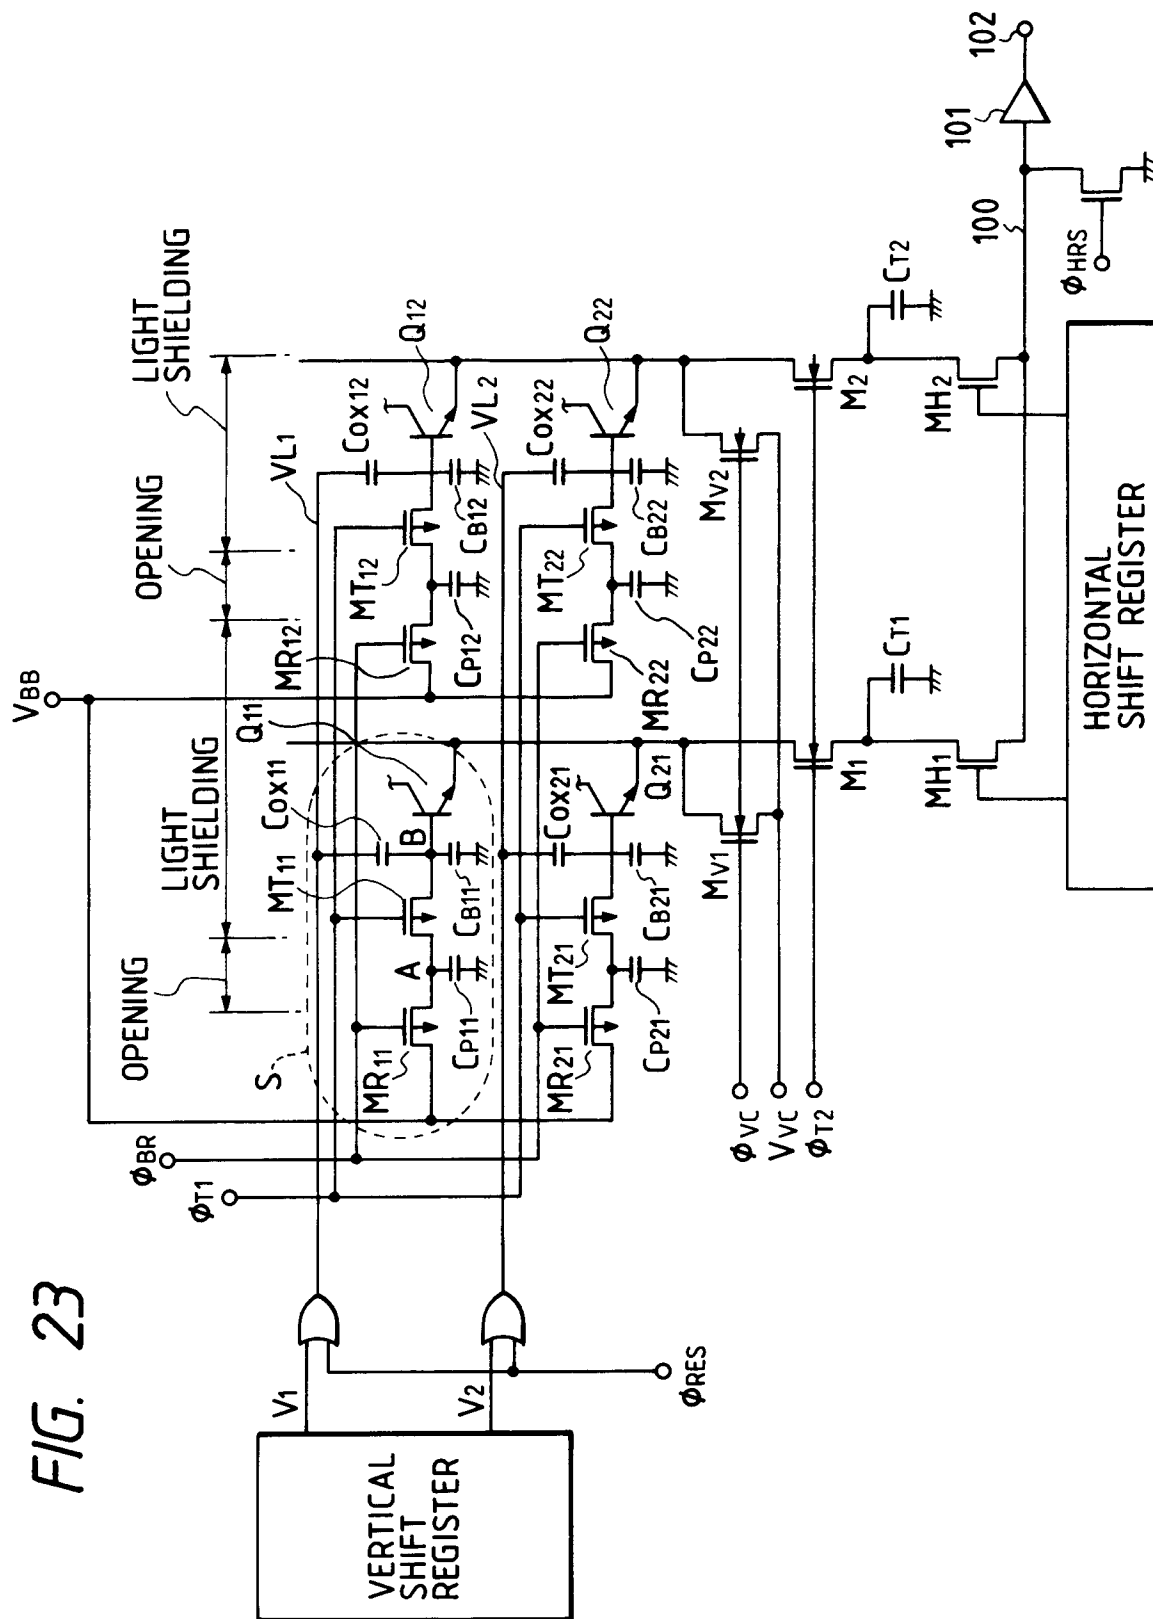 FIG. 23
VERTICAL
SHIFT
REGISTER
V1
V2
ΦRES
ΦT1
ΦBR
VBB
OPENING
LIGHT
SHIELDING
OPENING
LIGHT
SHIELDING
S
VL1
VL2
MR11
A
CP11
MT11
COX11
B
CB11
Q11
MR12
CP12
MT12
COX12
CB12
Q12
MR21
CP21
MT21
COX21
CB21
Q21
MR22
CP22
MT22
COX22
CB22
Q22
ΦVC
VVC
ΦT2
MV1
MV2
M1
M2
CT1
CT2
MH1
MH2
HORIZONTAL
SHIFT REGISTER
ΦHRS
100
101
102